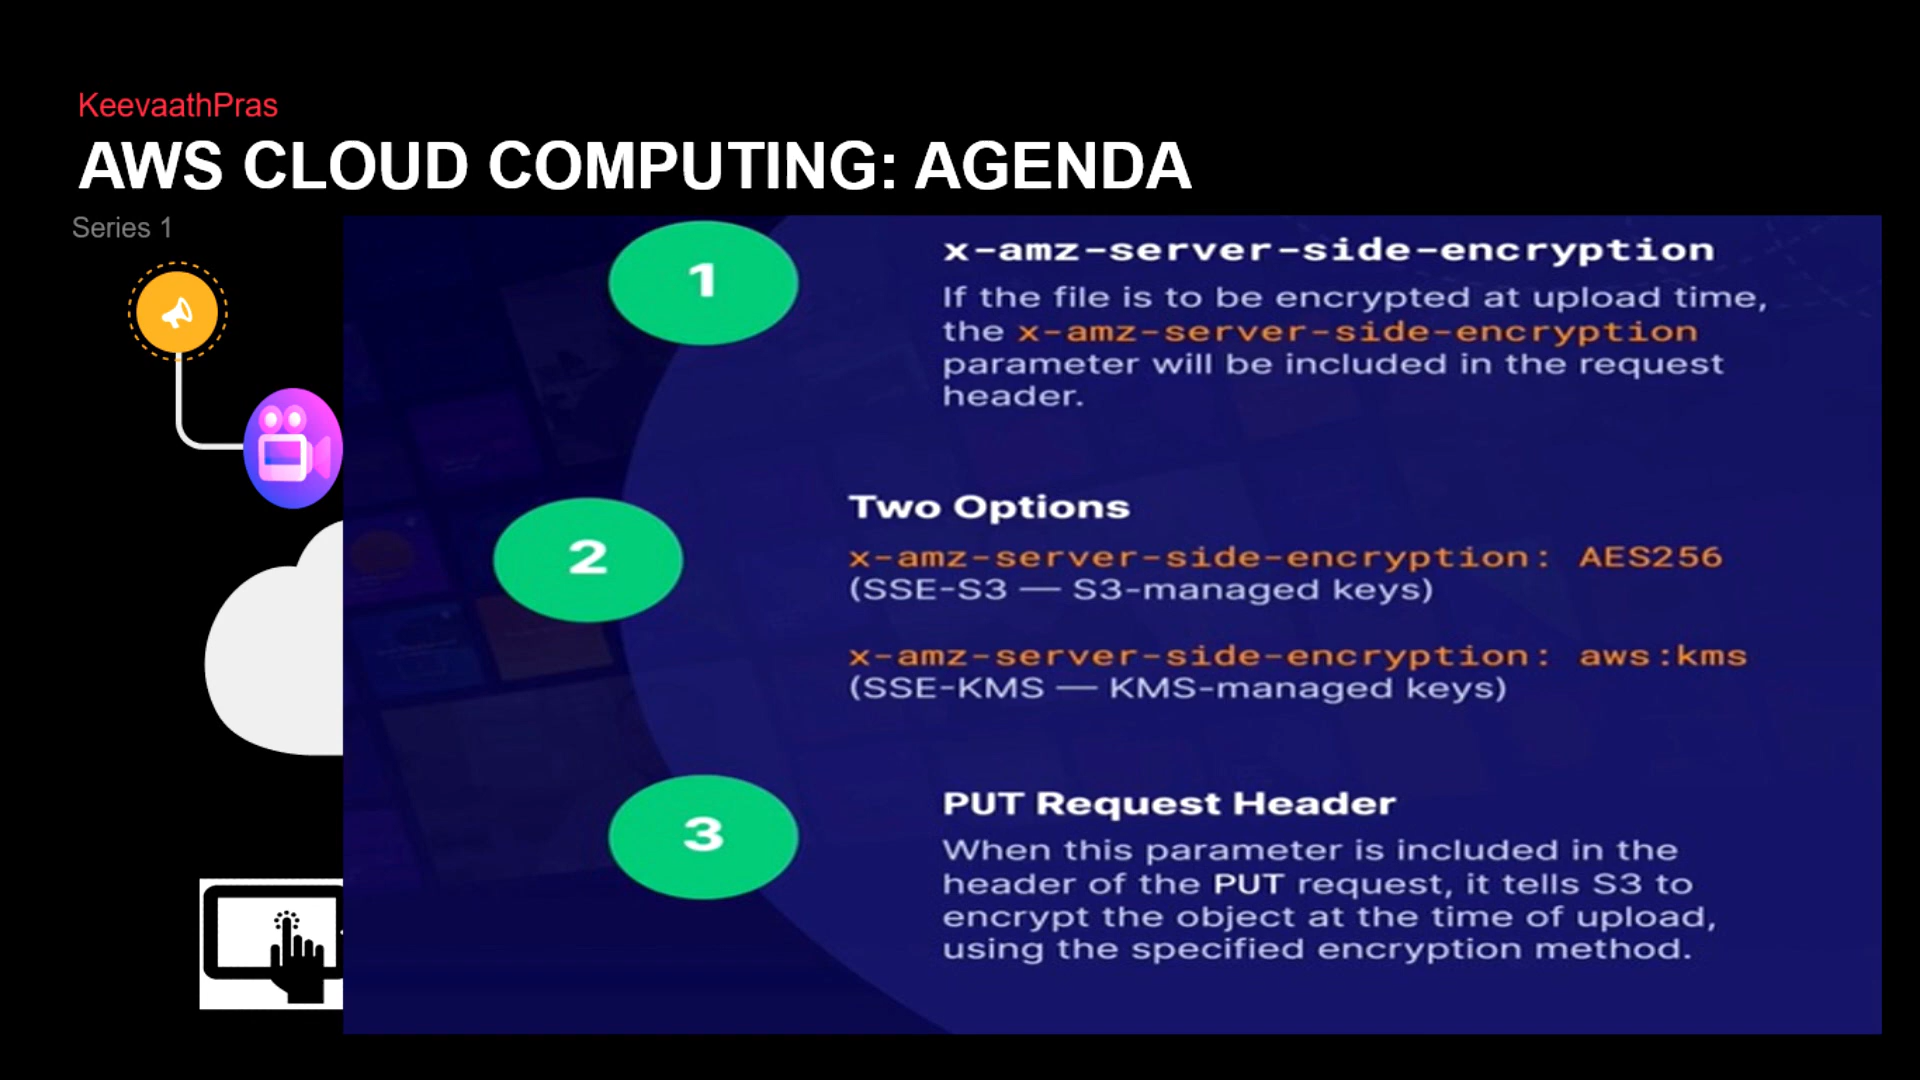 KeevaathPras
AWS CLOUD COMPUTING: AGENDA
Series 1
1
x-amz-server-side-encryption
If the file is to be encrypted at upload time,
the x-amz-server-side-encryption
parameter will be included in the request
header.
2
Two Options
x-amz-server-side-encryption: AES256
(SSE-S3 — S3-managed keys)
x-amz-server-side-encryption: aws:kms
(SSE-KMS — KMS-managed keys)
3
PUT Request Header
When this parameter is included in the
header of the PUT request, it tells S3 to
encrypt the object at the time of upload,
using the specified encryption method.